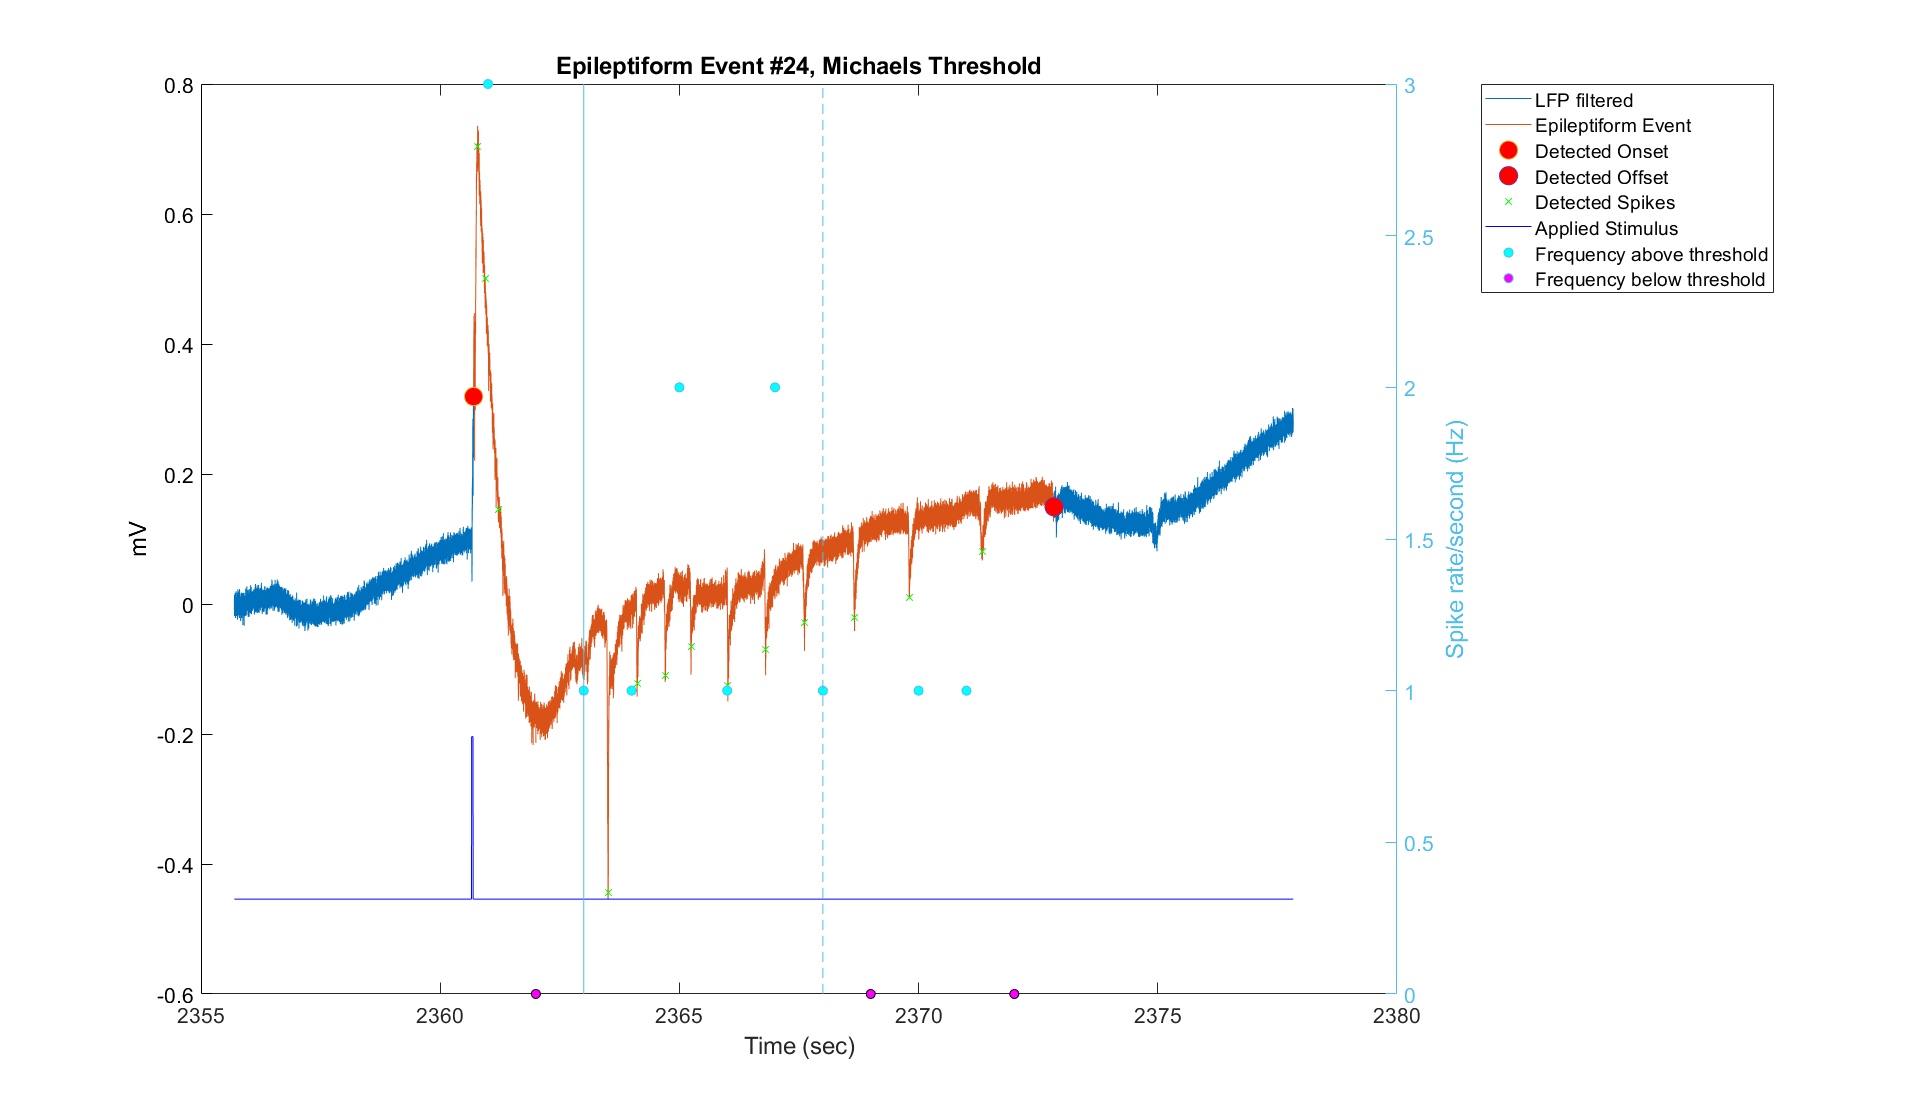 Epileptiform Event #24, Michaels Threshold
0.8
0.6
0.4
0.2
0
-0.2
-0.4
-0.6
mV
2355
2360
2365
2370
2375
2380
Time (sec)
3
2.5
2
1.5
1
0.5
0
Spike rate/second (Hz)
LFP filtered
Epileptiform Event
Detected Onset
Detected Offset
Detected Spikes
Applied Stimulus
Frequency above threshold
Frequency below threshold